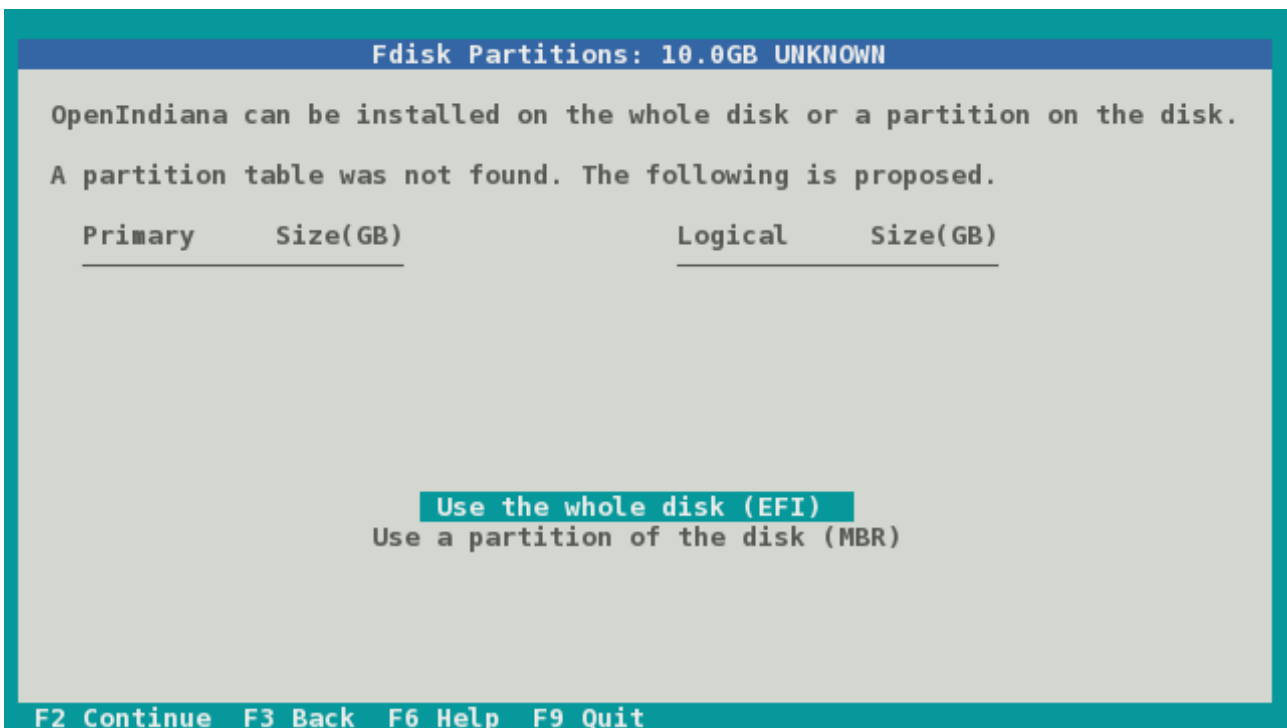 Fdisk Partitions: 10.0GB UNKNOWN
OpenIndiana can be installed on the whole disk or a partition on the disk.
A partition table was not found. The following is proposed.
Primary Size(GB) Logical Size(GB)
Use the whole disk (EFI)
Use a partition of the disk (MBR)
F2 Continue F3 Back F6 Help F9 Quit